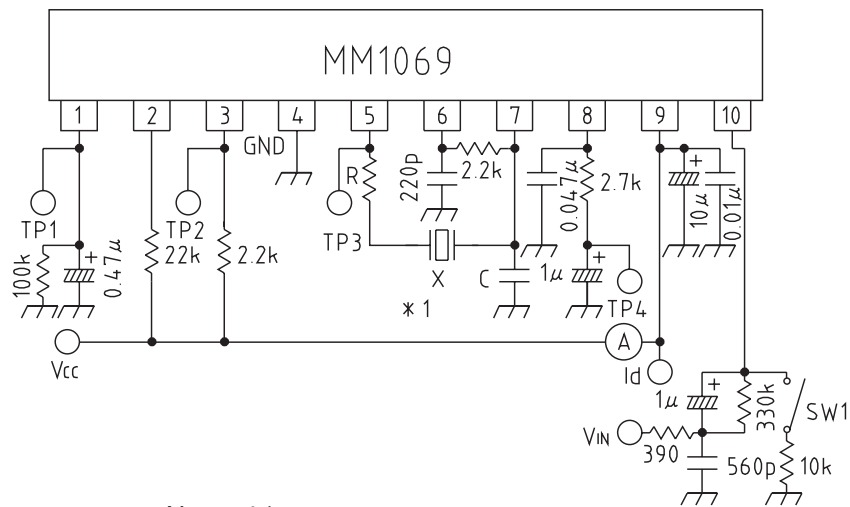 MM1069
1 2 3 4 5 6 7 8 9 10
GND
TP1
TP2
TP3
TP4
R
220p
2.2k
0.047μ
2.7k
10μ
0.01μ
100k
0.47μ
22k
2.2k
X
*1
C
1μ
Vcc
A
Id
1μ
330k
SW1
VIN
390
560p
10k